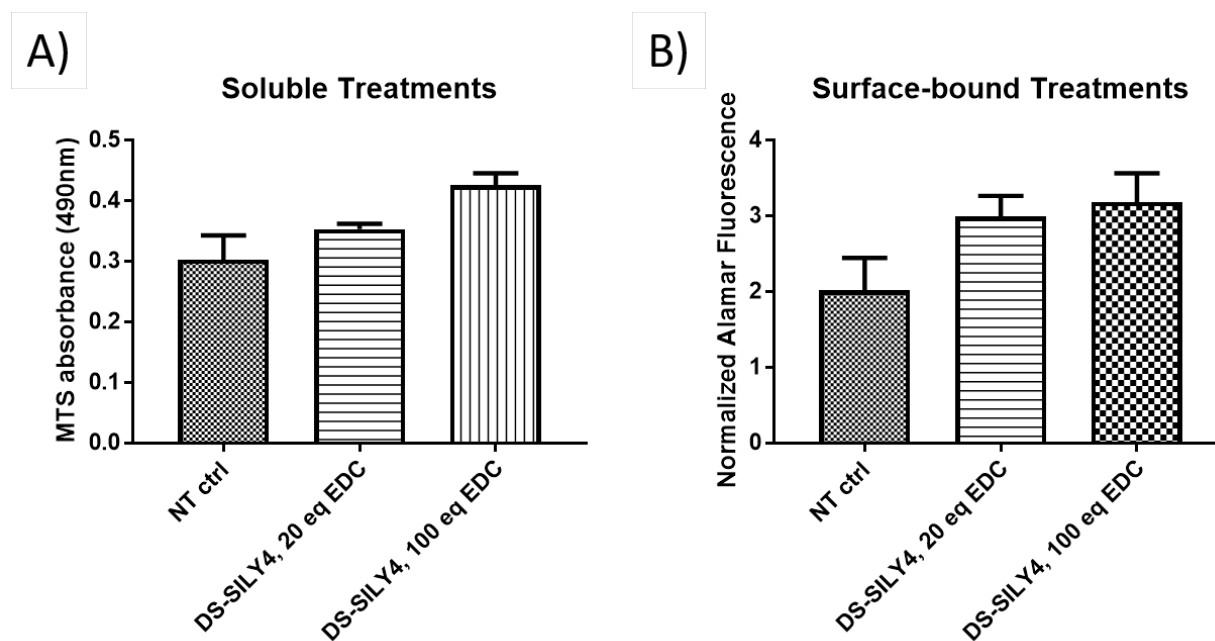 A)
Soluble Treatments
MTS absorbance (490nm)
0.5
0.4
0.3
0.2
0.1
0.0
NT ctrl
DS-SILY4, 20 eq EDC
DS-SILY4, 100 eq EDC
B)
Surface-bound Treatments
Normalized Alamar Fluorescence
4
3
2
1
0
NT ctrl
DS-SILY4, 20 eq EDC
DS-SILY4, 100 eq EDC